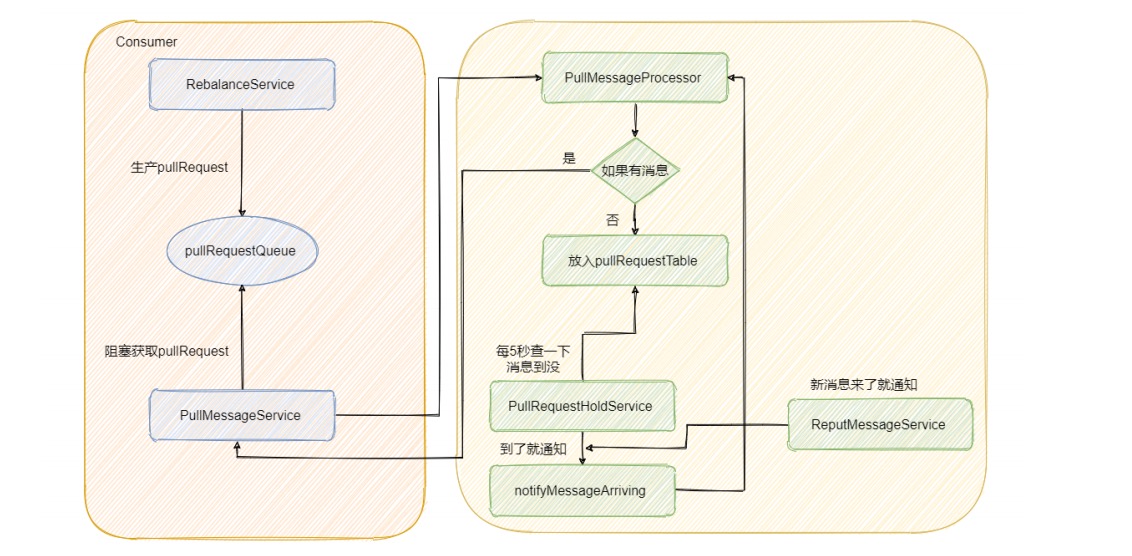 Consumer
RebalanceService
生产pullRequest
pullRequestQueue
阻塞获取pullRequest
PullMessageService
PullMessageProcessor
是
如果有消息
否
放入pullRequestTable
每5秒查一下
消息到没
PullRequestHoldService
到了就通知
notifyMessageArriving
新消息来了就通知
ReputMessageService